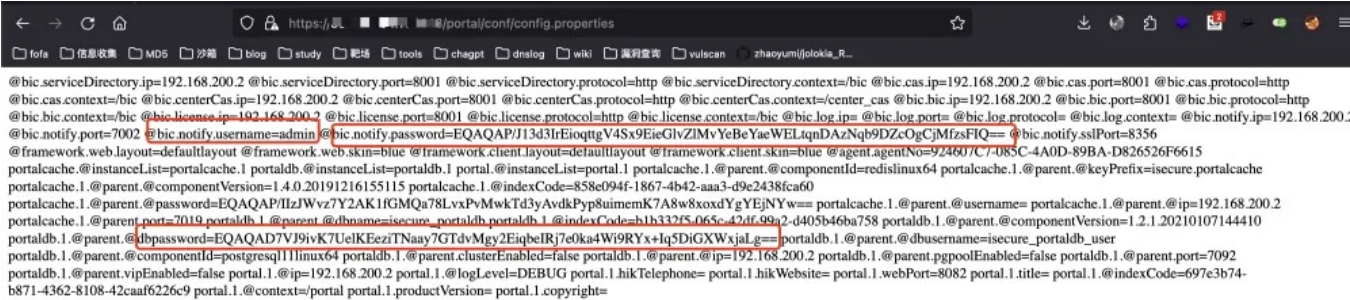 https://
/portal/conf/config.properties
2
fofa 信息收集 MD5 沙箱 blog study 靶场 tools chagpt dnslog wiki 漏洞查询 vulscan zhaoyumi/jolokia_R...
@bic.serviceDirectory.ip=192.168.200.2 @bic.serviceDirectory.port=8001 @bic.serviceDirectory.protocol=http @bic.serviceDirectory.context=/bic @bic.cas.ip=192.168.200.2 @bic.cas.port=8001 @bic.cas.protocol=http
@bic.cas.context=/bic @bic.centerCas.ip=192.168.200.2 @bic.centerCas.port=8001 @bic.centerCas.protocol=http @bic.centerCas.context=/center_cas @bic.bic.ip=192.168.200.2 @bic.bic.port= @bic.bic.protocol=http
@bic.bic.context=/bic @bic.license.ip=192.168.200.2 @bic.license.port=8001 @bic.license.protocol=http @bic.license.context=/bic @bic.log.ip= @bic.log.port= @bic.log.protocol= @bic.log.context= @bic.notify.ip=192.168.200.2
@bic.notify.port=7002 @bic.notify.username=admin @bic.notify.password=EQAQAP/J13d3IrEioqttgV4Sx9EieGlvZlMvYeBeYaeWELtqnDAzNqb9DZcOgCjMfzsFIQ== @bic.notify.sslPort=8356
@framework.web.layout=defaultlayout @framework.web.skin=blue @framework.client.layout=defaultlayout @framework.client.skin=blue @agent.agentNo=924607C7-085C-4A0D-89BA-D826526F6615
portalcache.@instanceList=portalcache.1 portaldb.@instanceList=portaldb.1 portal.@instanceList=portal.1 portalcache.1.@parent.@componentId=redislinux64 portalcache.1.@parent.@keyPrefix=isecure.portalcache
portalcache.1.@parent.@componentVersion=1.4.0.20191216155115 portalcache.1.@indexCode=858e094f-1867-4b42-aaa3-d9e2438fca60
portalcache.1.@parent.@password=EQAQAP/IIzJWvz7Y2AK1fGMQa78LvxPvMwkTd3yAvdkPyp8uimemK7A8w8xoxdYgYEjNYw== portalcache.1.@parent.@username= portalcache.1.@parent.@ip=192.168.200.2
portalcache.1.@parent.port=7019 portaldb.1.@parent.@dbname=isecure_portaldb portaldb.1.@indexCode=b1b332f5-065c-42df-99a2-d405b46ba758 portaldb.1.@parent.@componentVersion=1.2.1.20210107144410
portaldb.1.@parent.@dbpassword=EQAQAD7VJ9ivK7UelKEeziTNaay7GTdvMgy2EiqbeIRj7e0ka4Wi9RYx+Iq5DiGXWxjaLg== portaldb.1.@parent.@dbusername=isecure_portaldb_user
portaldb.1.@parent.@componentId=postgresql11linux64 portaldb.1.@parent.clusterEnabled=false portaldb.1.@parent.@ip=192.168.200.2 portaldb.1.@parent.pgpoolEnabled=false portaldb.1.@parent.port=7092
portaldb.1.@parent.vipEnabled=false portal.1.@ip=192.168.200.2 portal.1.@logLevel=DEBUG portal.1.hikTelephone= portal.1.hikWebsite= portal.1.webPort=8082 portal.1.title= portal.1.@indexCode=697e3b74-
b871-4362-8108-42caaf6226c9 portal.1.@context=/portal portal.1.productVersion= portal.1.copyright=